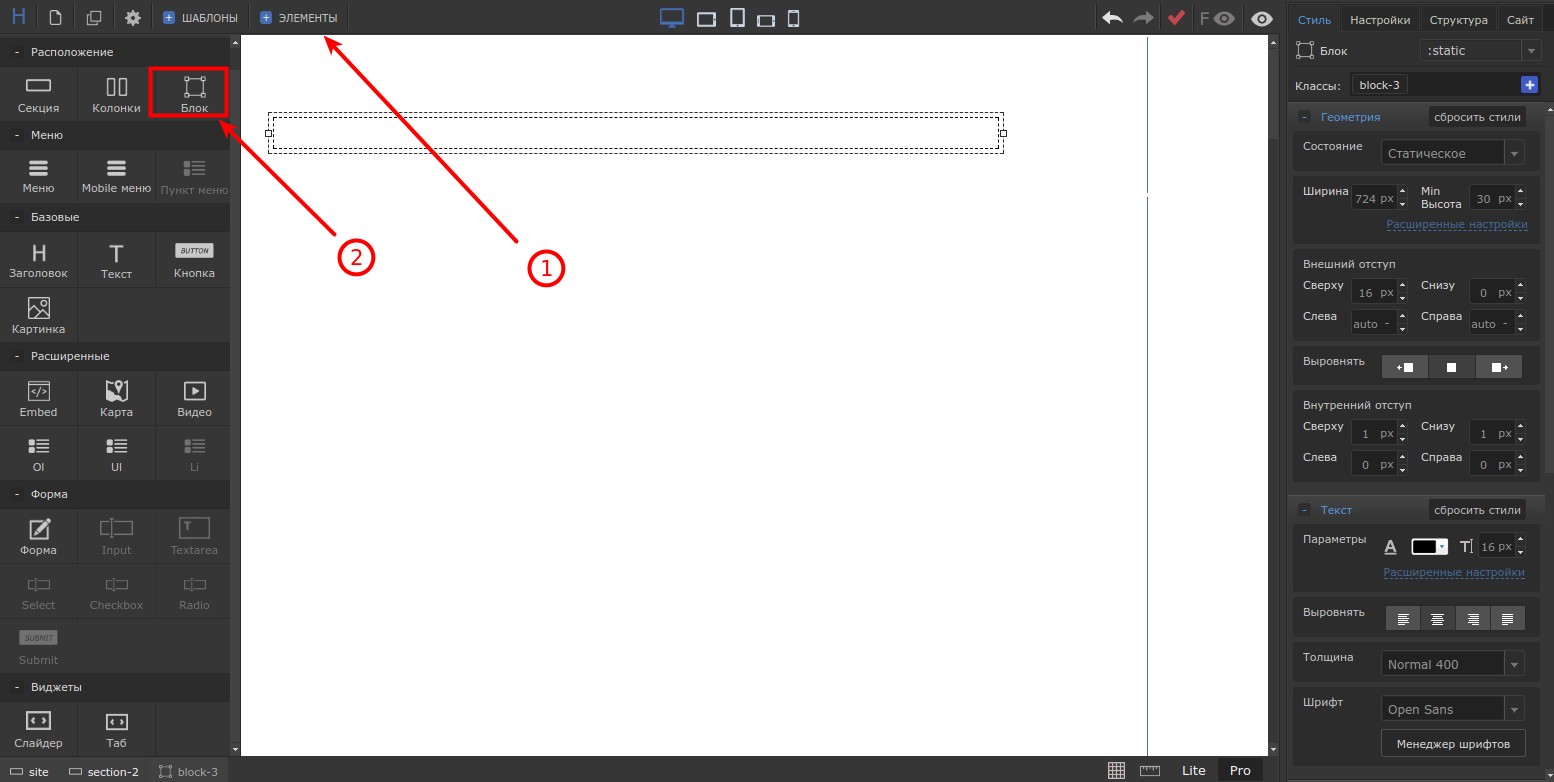 H
ШАБЛОНЫ
ЭЛЕМЕНТЫ
F
Расположение
Секция Колонки Блок
Меню
Меню Mobile меню Пункт меню
Базовые
H T BUTTON
Заголовок Текст Кнопка
Картинка
Расширенные
Embed Карта Видео
Ol Ul Li
Форма
Форма Input Textarea
Select Checkbox Radio
SUBMIT
Submit
Виджеты
Слайдер Таб
2
1
Стиль Настройки Структура Сайт
Блок :static
Классы: block-3
Геометрия сбросить стили
Состояние Статическое
Ширина 724 px Min Высота 30 px
Расширенные настройки
Внешний отступ
Сверху 16 px Снизу 0 px
Слева auto - Справа auto -
Выровнять
Внутренний отступ
Сверху 1 px Снизу 1 px
Слева 0 px Справа 0 px
Текст сбросить стили
Параметры A T 16 px
Расширенные настройки
Выровнять
Толщина Normal 400
Шрифт Open Sans
Менеджер шрифтов
site section-2 block-3
Lite Pro